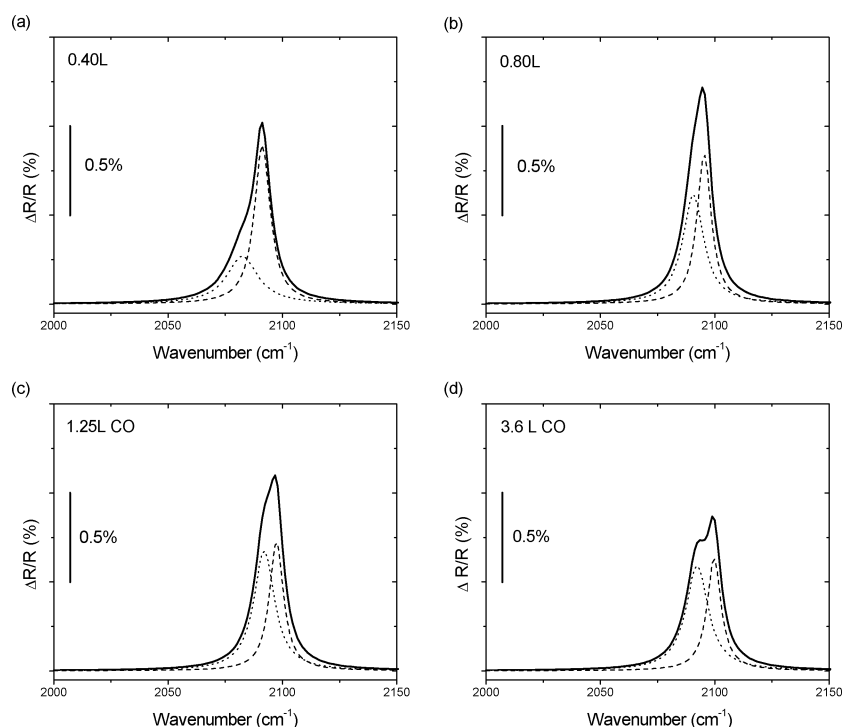 (a)
0.40L
0.5%
ΔR/R (%)
2000 2050 2100 2150
Wavenumber (cm-1)
(b)
0.80L
0.5%
ΔR/R (%)
2000 2050 2100 2150
Wavenumber (cm-1)
(c)
1.25L CO
0.5%
ΔR/R (%)
2000 2050 2100 2150
Wavenumber (cm-1)
(d)
3.6 L CO
0.5%
Δ R/R (%)
2000 2050 2100 2150
Wavenumber (cm-1)